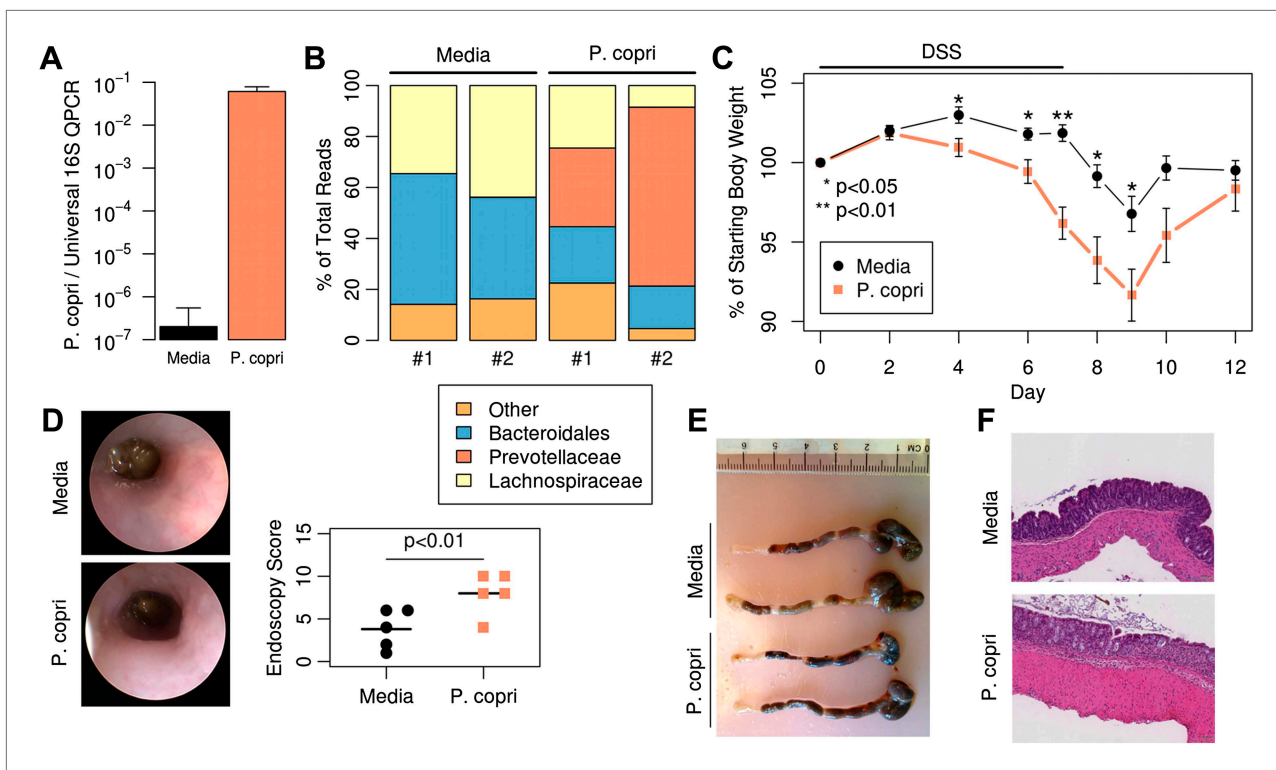 A
P. copri / Universal 16S QPCR
10⁻¹
10⁻²
10⁻³
10⁻⁴
10⁻⁵
10⁻⁶
10⁻⁷
Media
P. copri
B
Media
P. copri
% of Total Reads
100
80
60
40
20
0
#1
#2
#1
#2
Other
Bacteroidales
Prevotellaceae
Lachnospiraceae
C
DSS
% of Starting Body Weight
105
100
95
90
*
*
**
*
*
* p<0.05
** p<0.01
Media
P. copri
0
2
4
6
8
10
12
Day
D
Media
P. copri
Endoscopy Score
15
10
5
0
p<0.01
Media
P. copri
E
6
5
4
3
2
1
CM
0
Media
P. copri
F
Media
P. copri